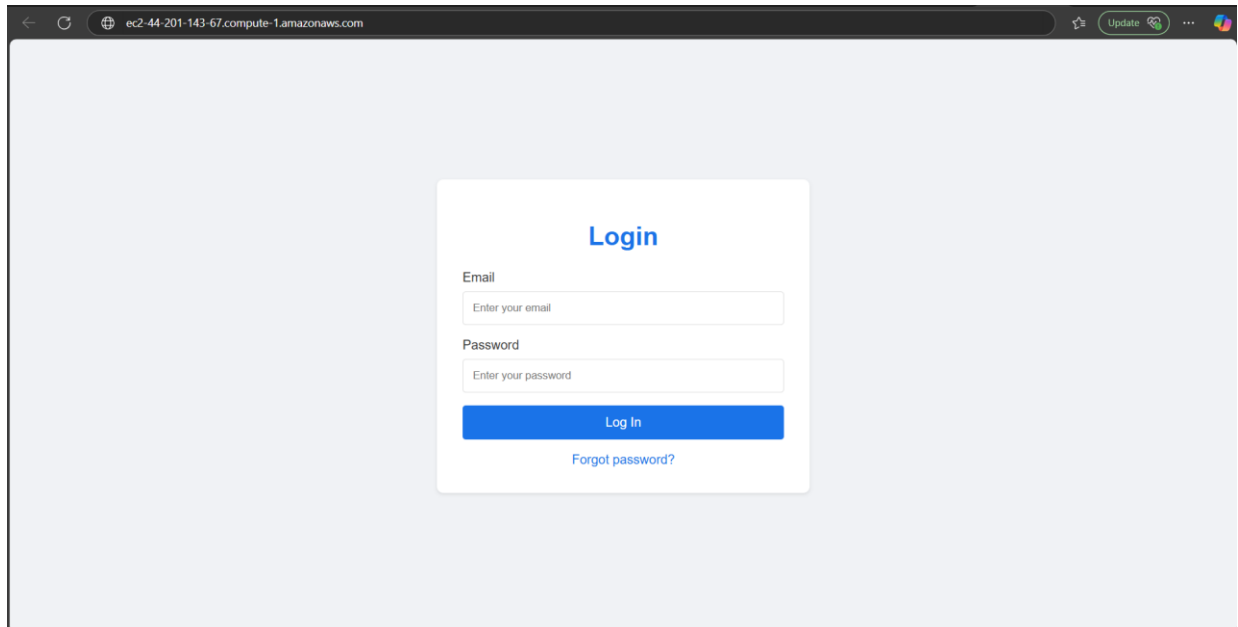 ec2-44-201-143-67.compute-1.amazonaws.com
Update
Login
Email
Enter your email
Password
Enter your password
Log In
Forgot password?